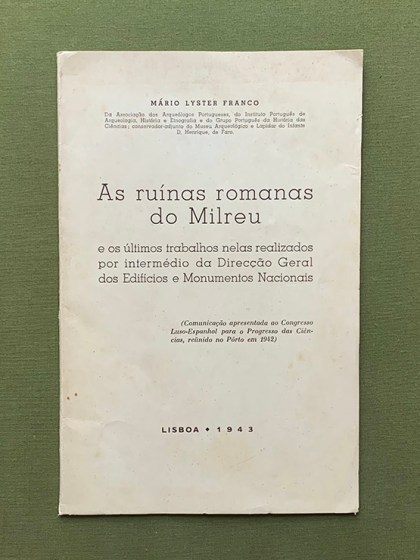 MÁRIO LYSTER FRANCO
Da Associação dos Arqueólogos Portugueses, do Instituto Português de
Arqueologia, História e Etnografia e do Grupo Português da História das
Ciências; conservador-adjunto do Museu Arqueológico e Lapidar do Infante
D. Henrique, de Faro.
As ruínas romanas
do Milreu
e os últimos trabalhos nelas realizados
por intermédio da Direcção Geral
dos Edifícios e Monumentos Nacionais
(Comunicação apresentada ao Congresso
Luso-Espanhol para o Progresso das Ciên-
cias, reünido no Pôrto em 1942)
LISBOA • 1943